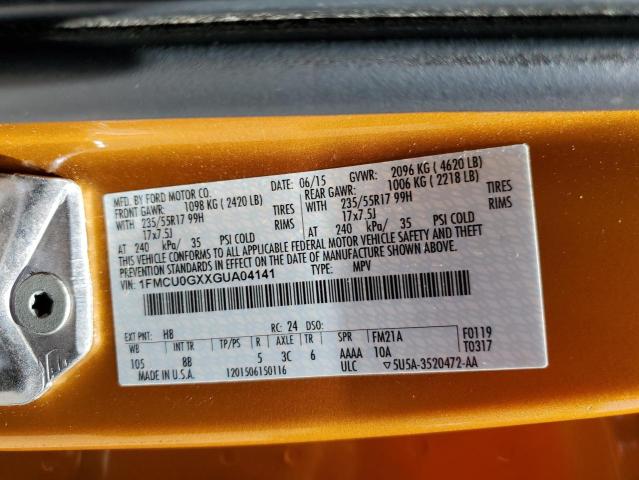 MFD. BY FORD MOTOR CO. DATE: 06/15 GVWR: 2096 KG ( 4620 LB)
FRONT GAWR: 1098 KG ( 2420 LB) REAR GAWR: 1006 KG ( 2218 LB)
WITH 235/55R17 99H TIRES WITH 235/55R17 99H TIRES
17x7.5J RIMS 17x7.5J RIMS
AT 240 kPa/ 35 PSI COLD AT 240 kPa/ 35 PSI COLD
THIS VEHICLE CONFORMS TO ALL APPLICABLE FEDERAL MOTOR VEHICLE SAFETY AND THEFT
PREVENTION STANDARDS IN EFFECT ON THE DATE OF MANUFACTURE SHOWN ABOVE.
VIN: 1FMCU0GXXGUA04141 TYPE: MPV
EXT PNT: H8 RC: 24 DSO: F0119
WB INT TR TP/PS R AXLE TR SPR FM21A T0317
105 8B 5 3C 6 AAAA 10A
MADE IN U.S.A. 1201506150116 ULC 5U5A-3520472-AA